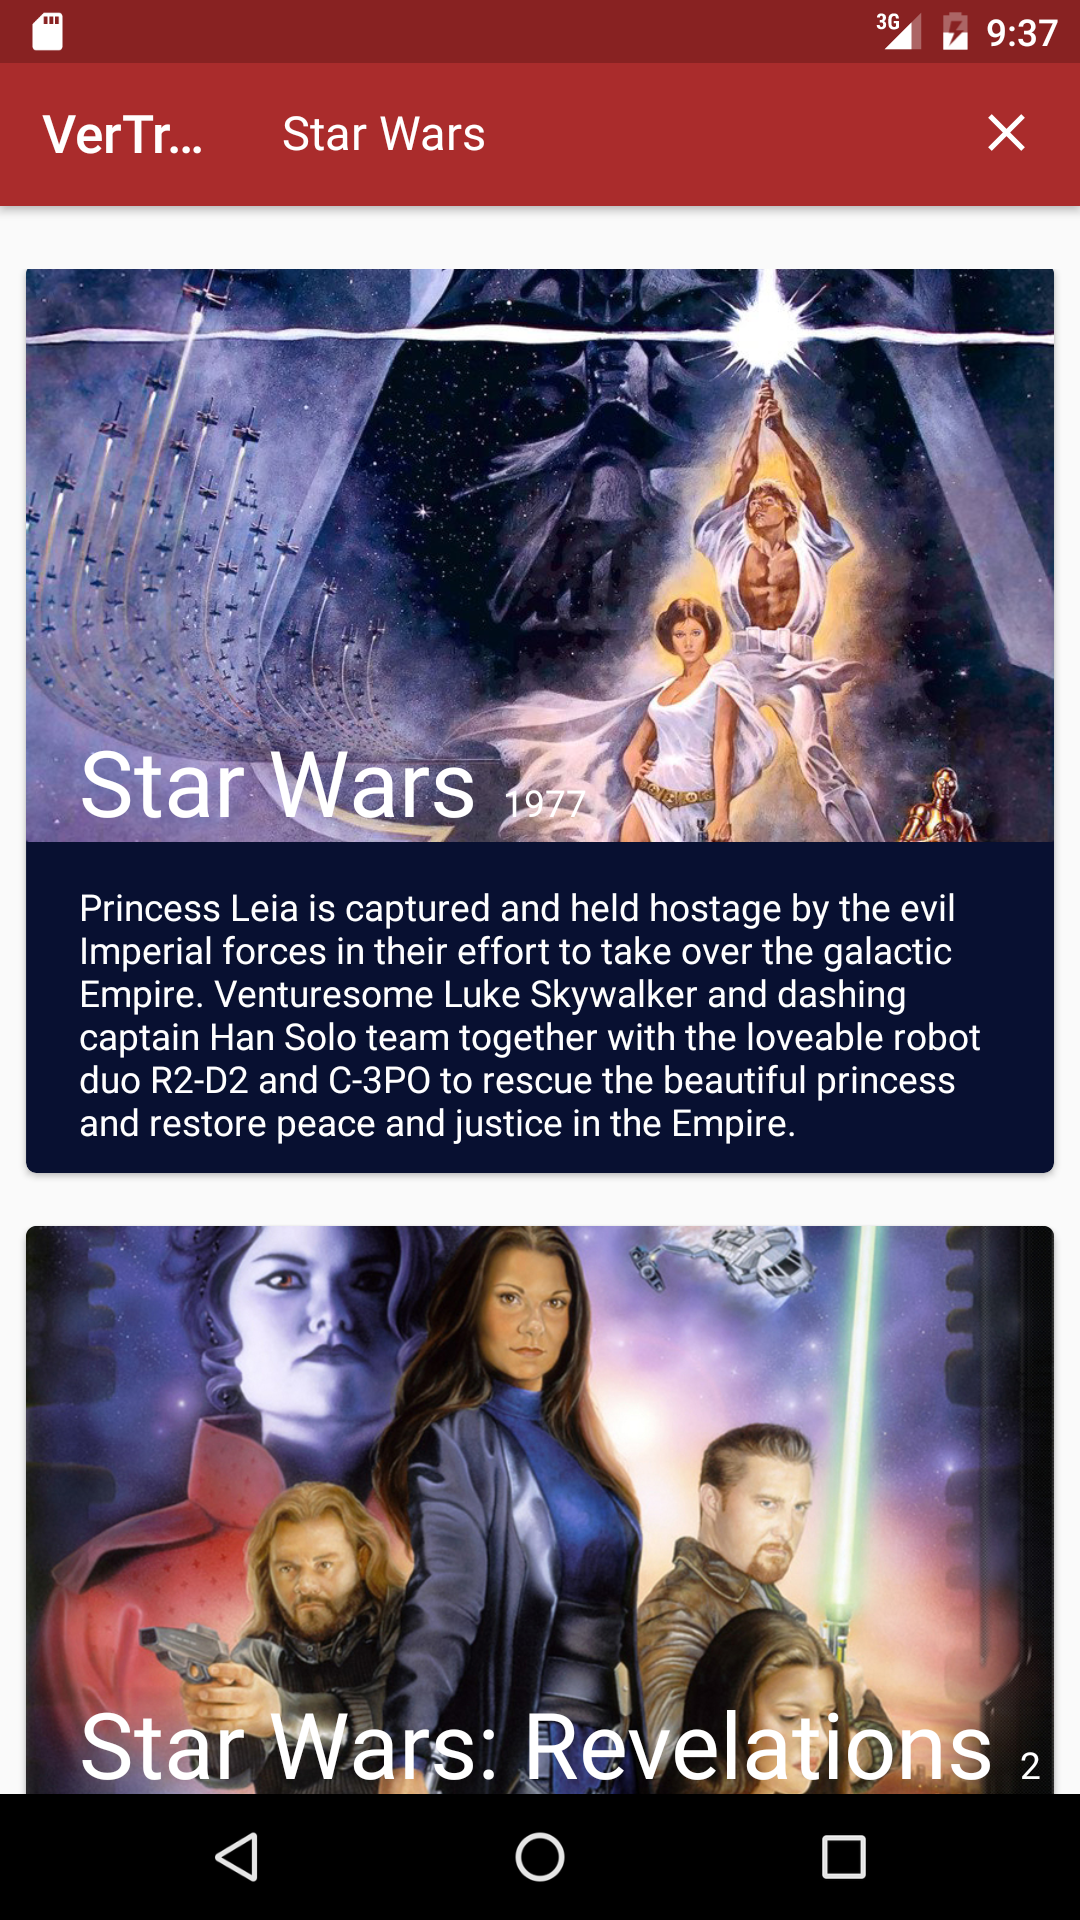 3G 9:37
VerTr... Star Wars
Star Wars 1977
Princess Leia is captured and held hostage by the evil
Imperial forces in their effort to take over the galactic
Empire. Venturesome Luke Skywalker and dashing
captain Han Solo team together with the loveable robot
duo R2-D2 and C-3PO to rescue the beautiful princess
and restore peace and justice in the Empire.
Star Wars: Revelations 2